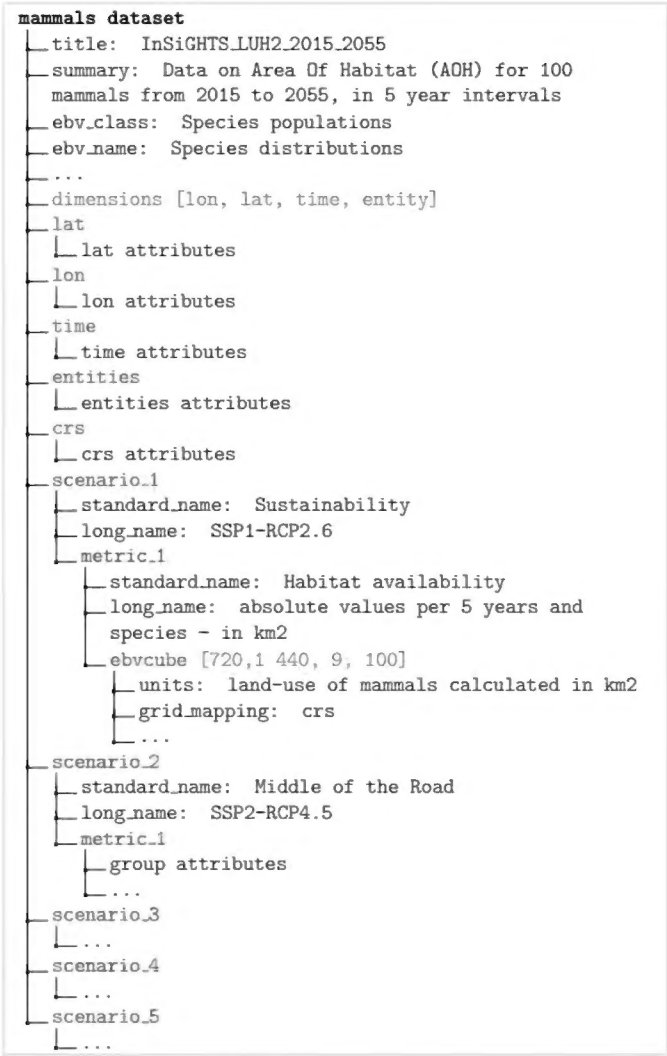 mammals dataset
title: InSiGHTS_LUH2_2015_2055
summary: Data on Area Of Habitat (AOH) for 100
mammals from 2015 to 2055, in 5 year intervals
ebv_class: Species populations
ebv_name: Species distributions
...
dimensions [lon, lat, time, entity]
lat
lat attributes
lon
lon attributes
time
time attributes
entities
entities attributes
crs
crs attributes
scenario_1
standard_name: Sustainability
long_name: SSP1-RCP2.6
metric_1
standard_name: Habitat availability
long_name: absolute values per 5 years and
species - in km2
ebvcube [720,1 440, 9, 100]
units: land-use of mammals calculated in km2
grid_mapping: crs
...
scenario_2
standard_name: Middle of the Road
long_name: SSP2-RCP4.5
metric_1
group attributes
...
scenario_3
...
scenario_4
...
scenario_5
...